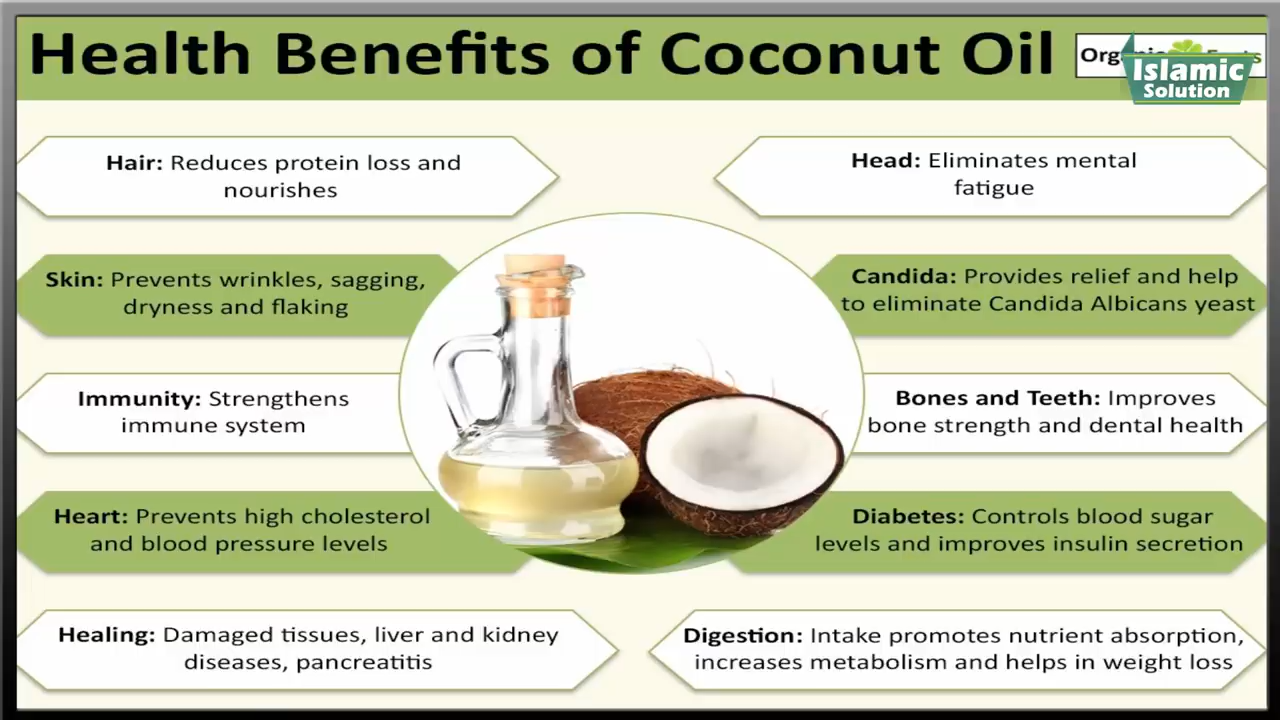 Health Benefits of Coconut Oil
Islamic
Solution
Hair: Reduces protein loss and
nourishes
Head: Eliminates mental
fatigue
Skin: Prevents wrinkles, sagging,
dryness and flaking
Candida: Provides relief and help
to eliminate Candida Albicans yeast
Immunity: Strengthens
immune system
Bones and Teeth: Improves
bone strength and dental health
Heart: Prevents high cholesterol
and blood pressure levels
Diabetes: Controls blood sugar
levels and improves insulin secretion
Healing: Damaged tissues, liver and kidney
diseases, pancreatitis
Digestion: Intake promotes nutrient absorption,
increases metabolism and helps in weight loss